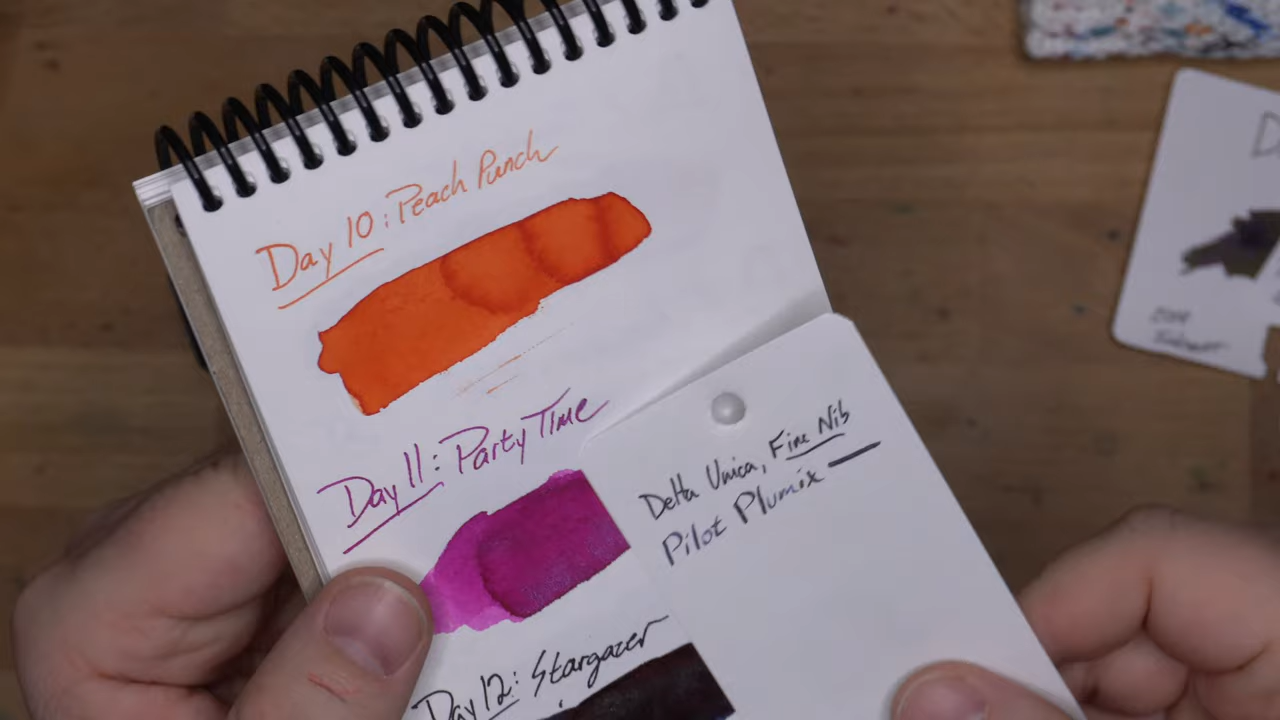 Day 10: Peach Punch
Day 11: Party Time
Delta Unica, Fine Nib
Pilot Plumix
Day 12: Stargazer